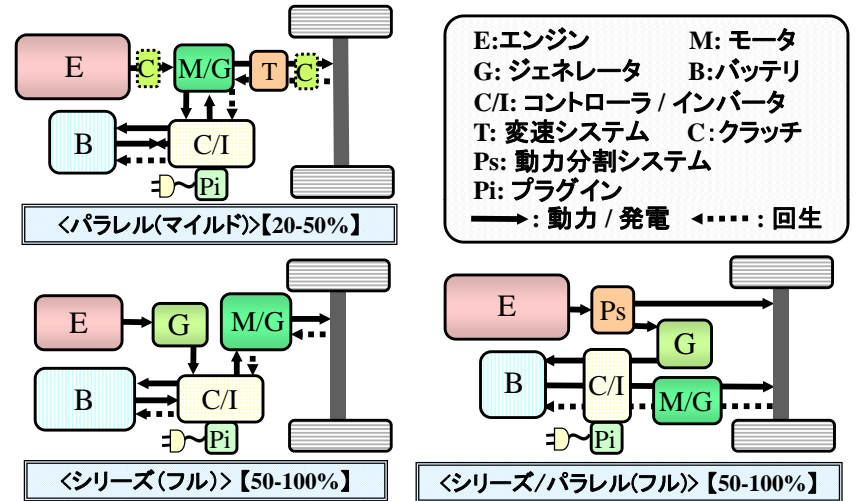 E
C
M/G
T
C
B
C/I
Pi
<パラレル(マイルド)>【20-50%】
E:エンジン M: モータ
G: ジェネレータ B:バッテリ
C/I: コントローラ / インバータ
T: 変速システム C:クラッチ
Ps: 動力分割システム
Pi: プラグイン
: 動力 / 発電 : 回生
E
G
M/G
B
C/I
Pi
<シリーズ(フル)>【50-100%】
E
Ps
G
B
C/I
M/G
Pi
<シリーズ/パラレル(フル)>【50-100%】